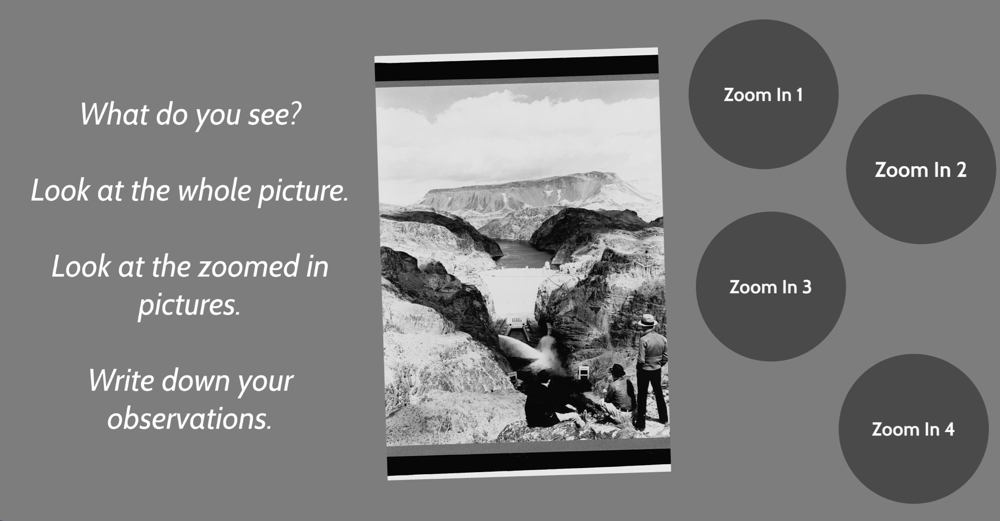 What do you see?
Look at the whole picture.
Look at the zoomed in
pictures.
Write down your
observations.
Zoom In 1
Zoom In 2
Zoom In 3
Zoom In 4